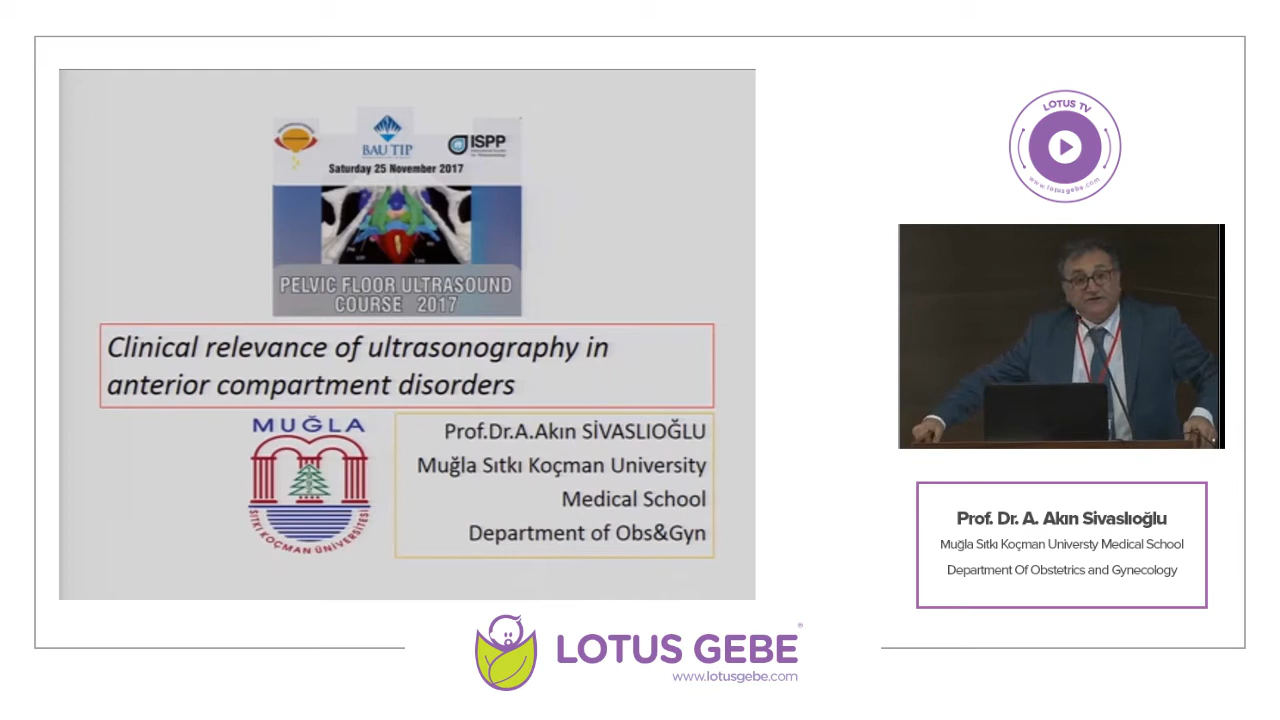 BAU TIP
ISPP
Saturday 25 November 2017
PELVIC FLOOR ULTRASOUND
COURSE 2017
Clinical relevance of ultrasonography in
anterior compartment disorders
MUĞLA
SITKI KOÇMAN ÜNİVERSİTESİ
Prof.Dr.A.Akın SİVASLIOĞLU
Muğla Sıtkı Koçman University
Medical School
Department of Obs&Gyn
LOTUS TV
www.lotusgebe.com
Prof. Dr. A. Akın Sivaslıoğlu
Muğla Sıtkı Koçman Universty Medical School
Department Of Obstetrics and Gynecology
LOTUS GEBE®
www.lotusgebe.com